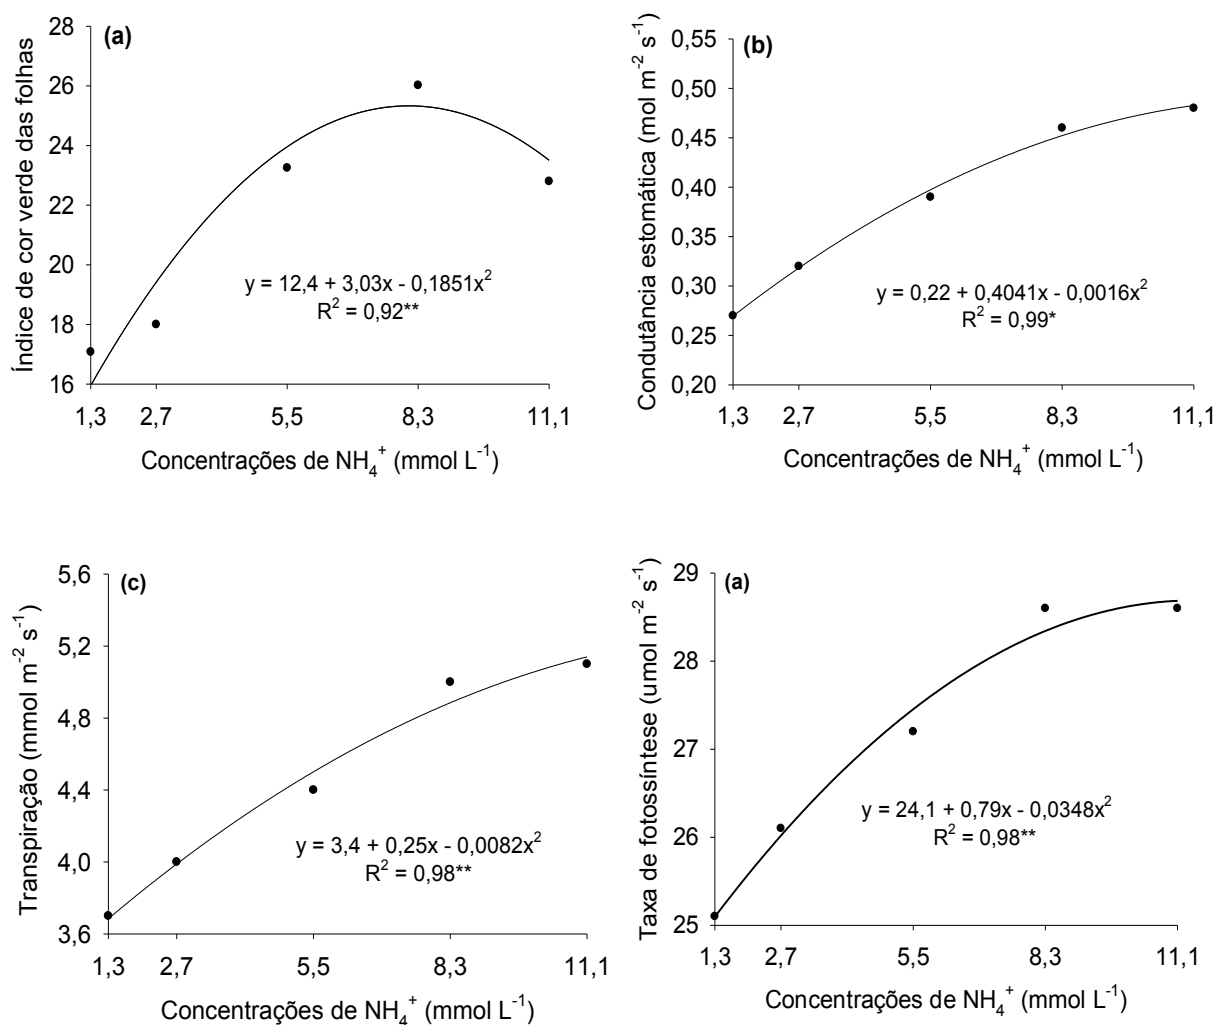 (a)
Índice de cor verde das folhas
28
26
24
22
20
18
16
y = 12,4 + 3,03x - 0,1851x²
R² = 0,92**
1,3 2,7 5,5 8,3 11,1
Concentrações de NH₄⁺ (mmol L⁻¹)
(b)
Condutância estomática (mol m⁻² s⁻¹)
0,55
0,50
0,45
0,40
0,35
0,30
0,25
0,20
y = 0,22 + 0,4041x - 0,0016x²
R² = 0,99*
1,3 2,7 5,5 8,3 11,1
Concentrações de NH₄⁺ (mmol L⁻¹)
(c)
Transpiração (mmol m⁻² s⁻¹)
5,6
5,2
4,8
4,4
4,0
3,6
y = 3,4 + 0,25x - 0,0082x²
R² = 0,98**
1,3 2,7 5,5 8,3 11,1
Concentrações de NH₄⁺ (mmol L⁻¹)
(a)
Taxa de fotossíntese (umol m⁻² s⁻¹)
29
28
27
26
25
y = 24,1 + 0,79x - 0,0348x²
R² = 0,98**
1,3 2,7 5,5 8,3 11,1
Concentrações de NH₄⁺ (mmol L⁻¹)